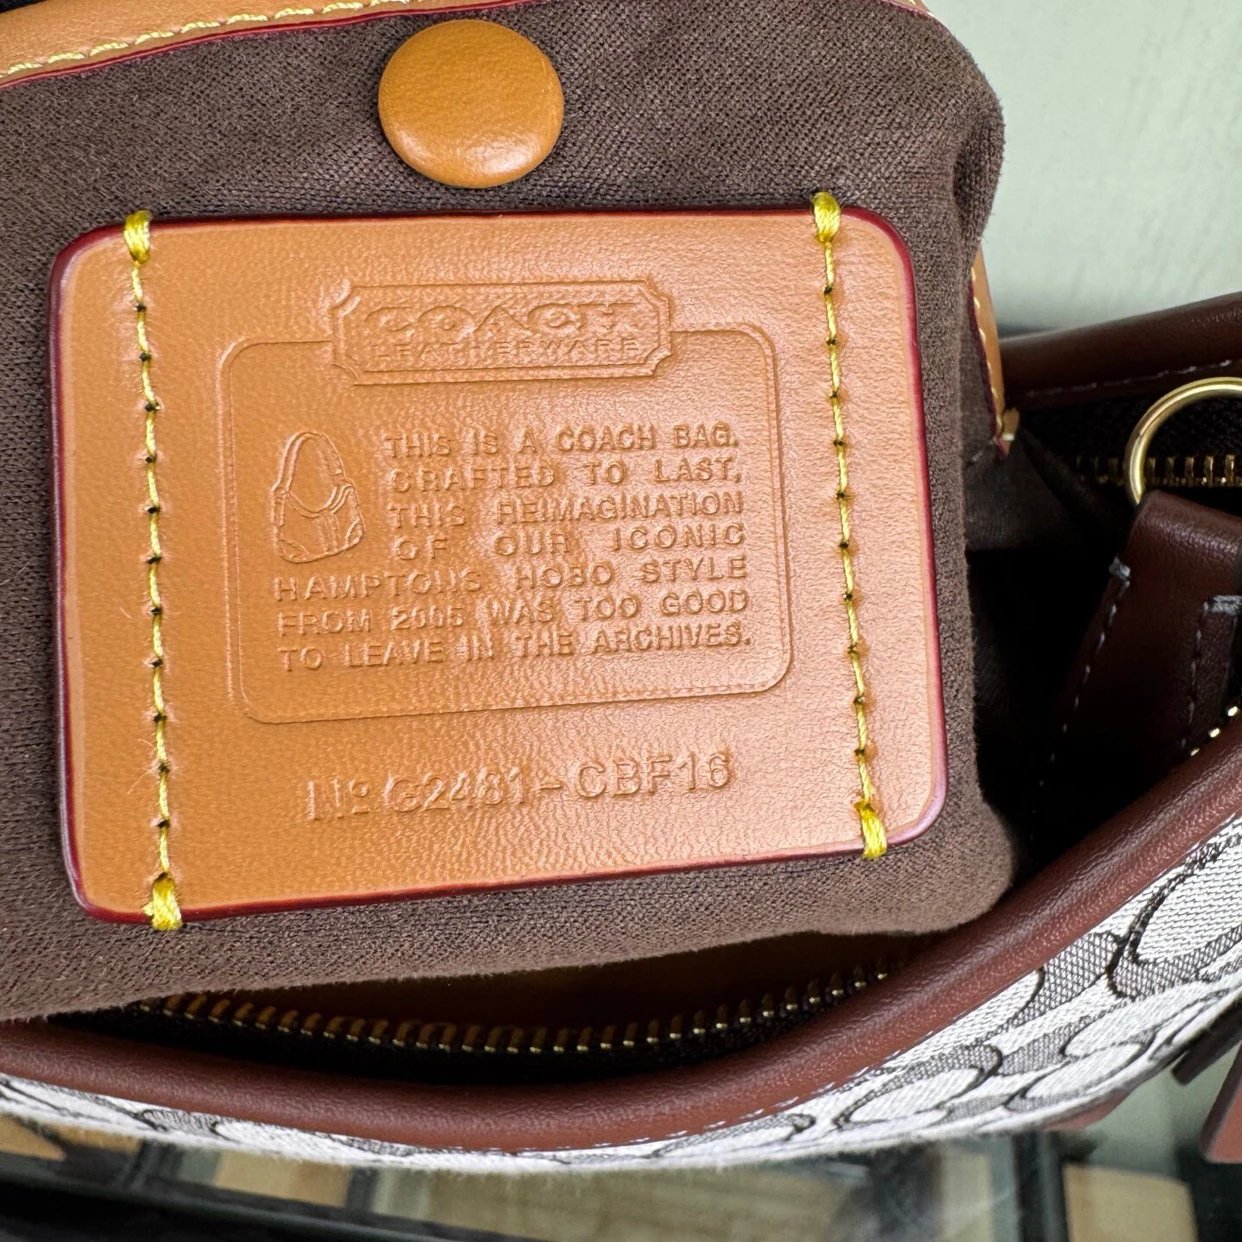 COACH
LEATHERWARE
THIS IS A COACH BAG.
CRAFTED TO LAST,
THIS REIMAGINATION
OF OUR ICONIC
HAMPTONS HOBO STYLE
FROM 2005 WAS TOO GOOD
TO LEAVE IN THE ARCHIVES.
Nº G2481-CBF16